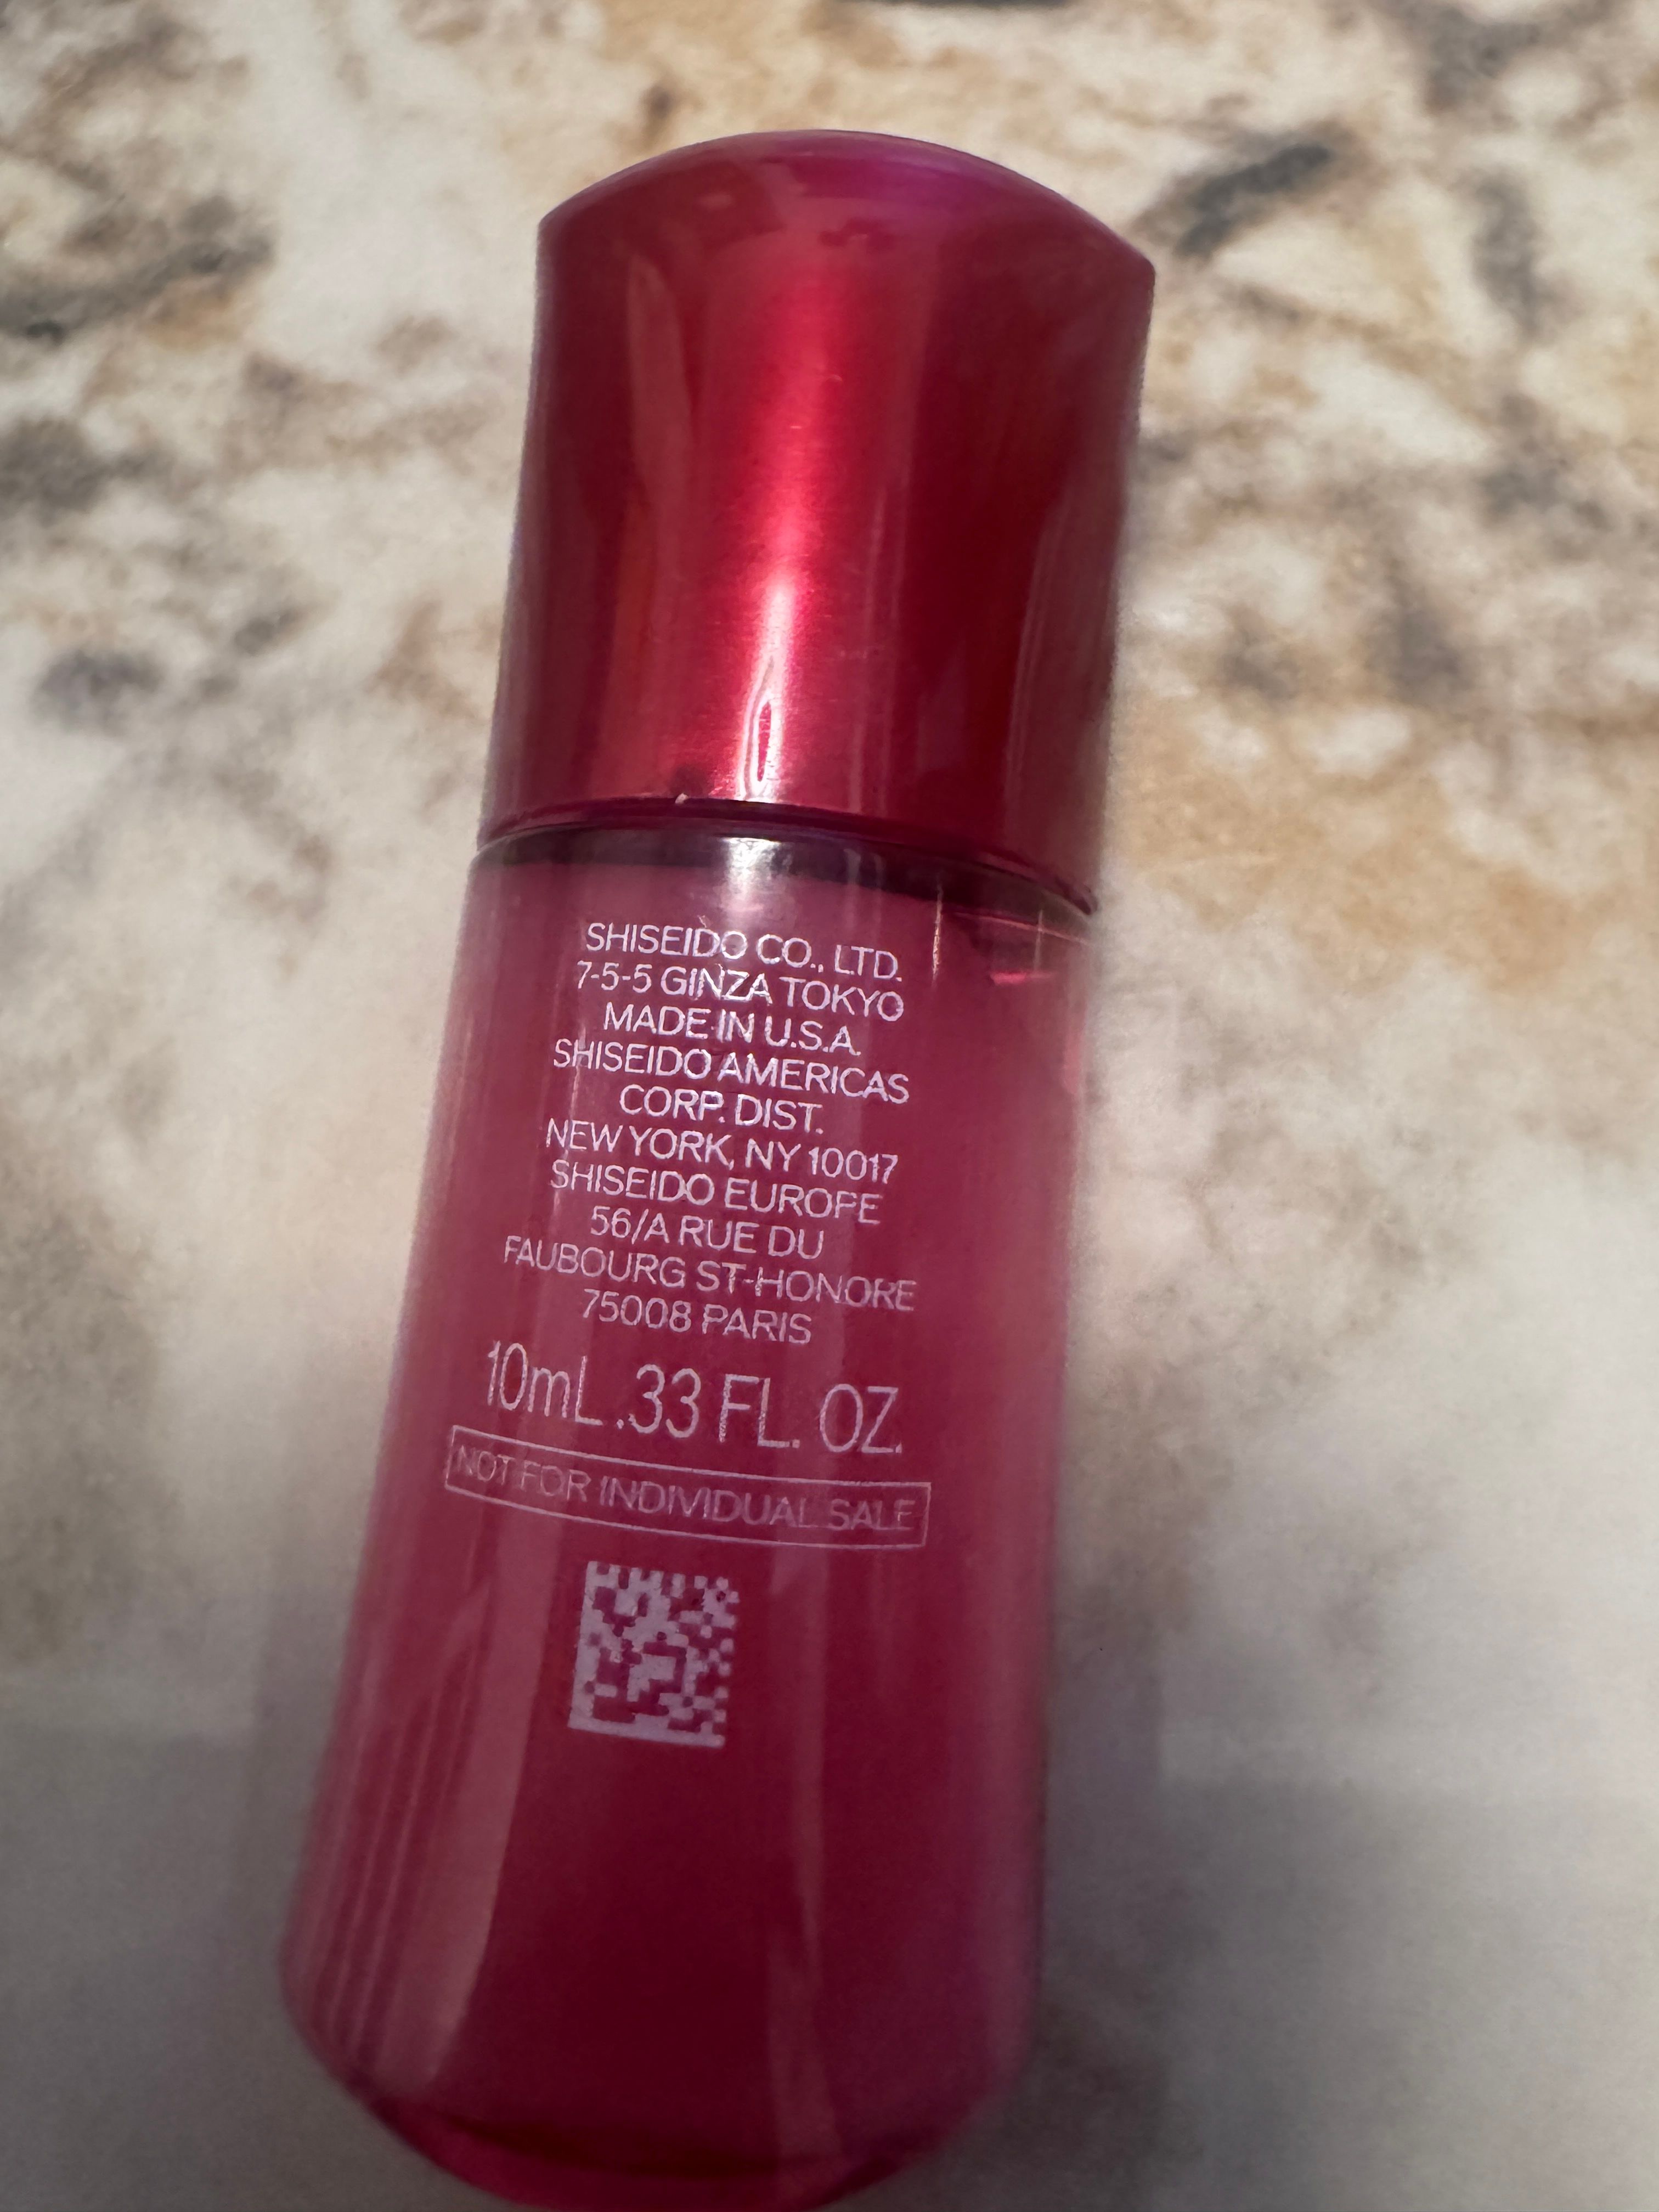 SHISEIDO CO., LTD.
7-5-5 GINZA TOKYO
MADE IN U.S.A.
SHISEIDO AMERICAS
CORP. DIST.
NEW YORK, NY 10017
SHISEIDO EUROPE
56/A RUE DU
FAUBOURG ST-HONORE
75008 PARIS
10mL .33 FL. OZ.
NOT FOR INDIVIDUAL SALE